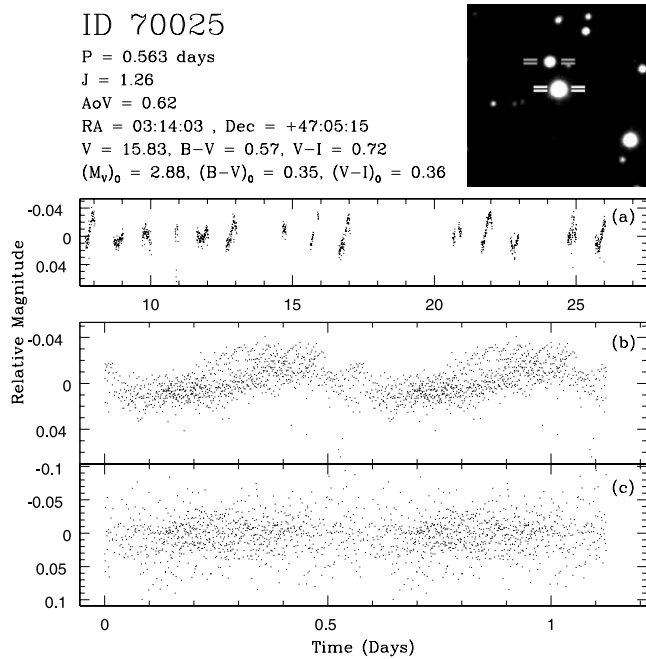 ID 70025
P = 0.563 days
J = 1.26
AoV = 0.62
RA = 03:14:03 , Dec = +47:05:15
V = 15.83, B−V = 0.57, V−I = 0.72
(M_V)_0 = 2.88, (B−V)_0 = 0.35, (V−I)_0 = 0.36
-0.04
0
0.04
(a)
10 15 20 25
Relative Magnitude
-0.04
0
0.04
(b)
-0.1
-0.05
0
0.05
0.1
(c)
0 0.5 1
Time (Days)